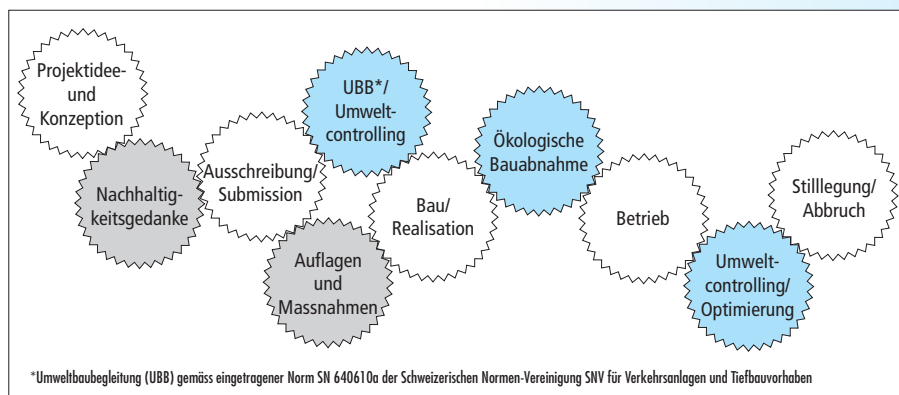 Projektidee-
und
Konzeption
Nachhaltig-
keitsgedanke
Ausschreibung/
Submission
UBB*/
Umwelt-
controlling
Auflagen
und
Massnahmen
Bau/
Realisation
Ökologische
Bauabnahme
Betrieb
Umwelt-
controlling/
Optimierung
Stilllegung/
Abbruch
*Umweltbaubegleitung (UBB) gemäss eingetragener Norm SN 640610a der Schweizerischen Normen-Vereinigung SNV für Verkehrsanlagen und Tiefbauvorhaben